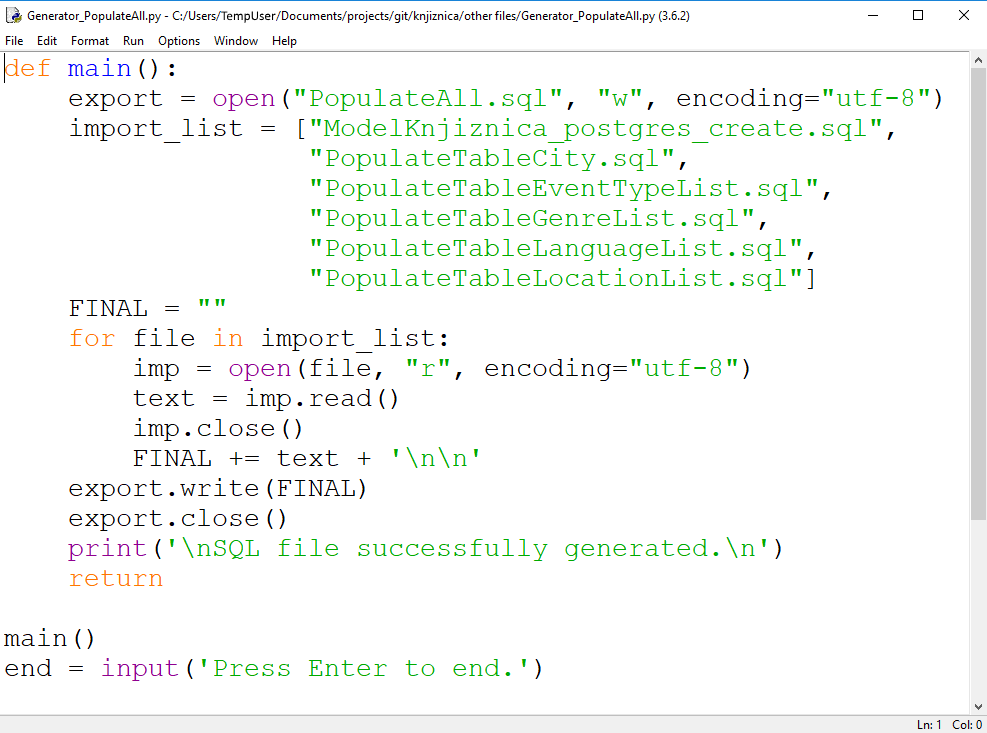 Generator_PopulateAll.py - C:/Users/TempUser/Documents/projects/git/knjiznica/other files/Generator_PopulateAll.py (3.6.2)
File Edit Format Run Options Window Help
def main():
    export = open("PopulateAll.sql", "w", encoding="utf-8")
    import_list = ["ModelKnjiznica_postgres_create.sql",
                   "PopulateTableCity.sql",
                   "PopulateTableEventTypeList.sql",
                   "PopulateTableGenreList.sql",
                   "PopulateTableLanguageList.sql",
                   "PopulateTableLocationList.sql"]
    FINAL = ""
    for file in import_list:
        imp = open(file, "r", encoding="utf-8")
        text = imp.read()
        imp.close()
        FINAL += text + '\n\n'
    export.write(FINAL)
    export.close()
    print('\nSQL file successfully generated.\n')
    return

main()
end = input('Press Enter to end.')
Ln: 1 Col: 0